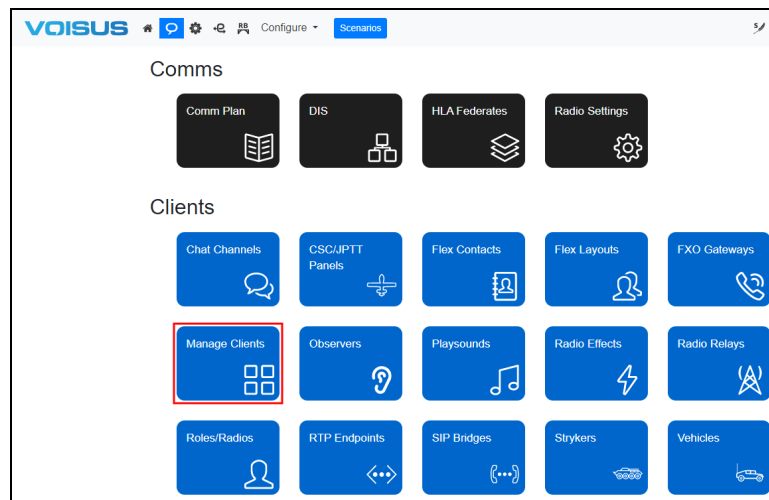 VOISUS RB Configure Scenarios S
Comms
Comm Plan DIS HLA Federates Radio Settings
Clients
Chat Channels CSC/JPTT Flex Contacts Flex Layouts FXO Gateways
Panels
Manage Clients Observers Playsounds Radio Effects Radio Relays
Roles/Radios RTP Endpoints SIP Bridges Strykers Vehicles